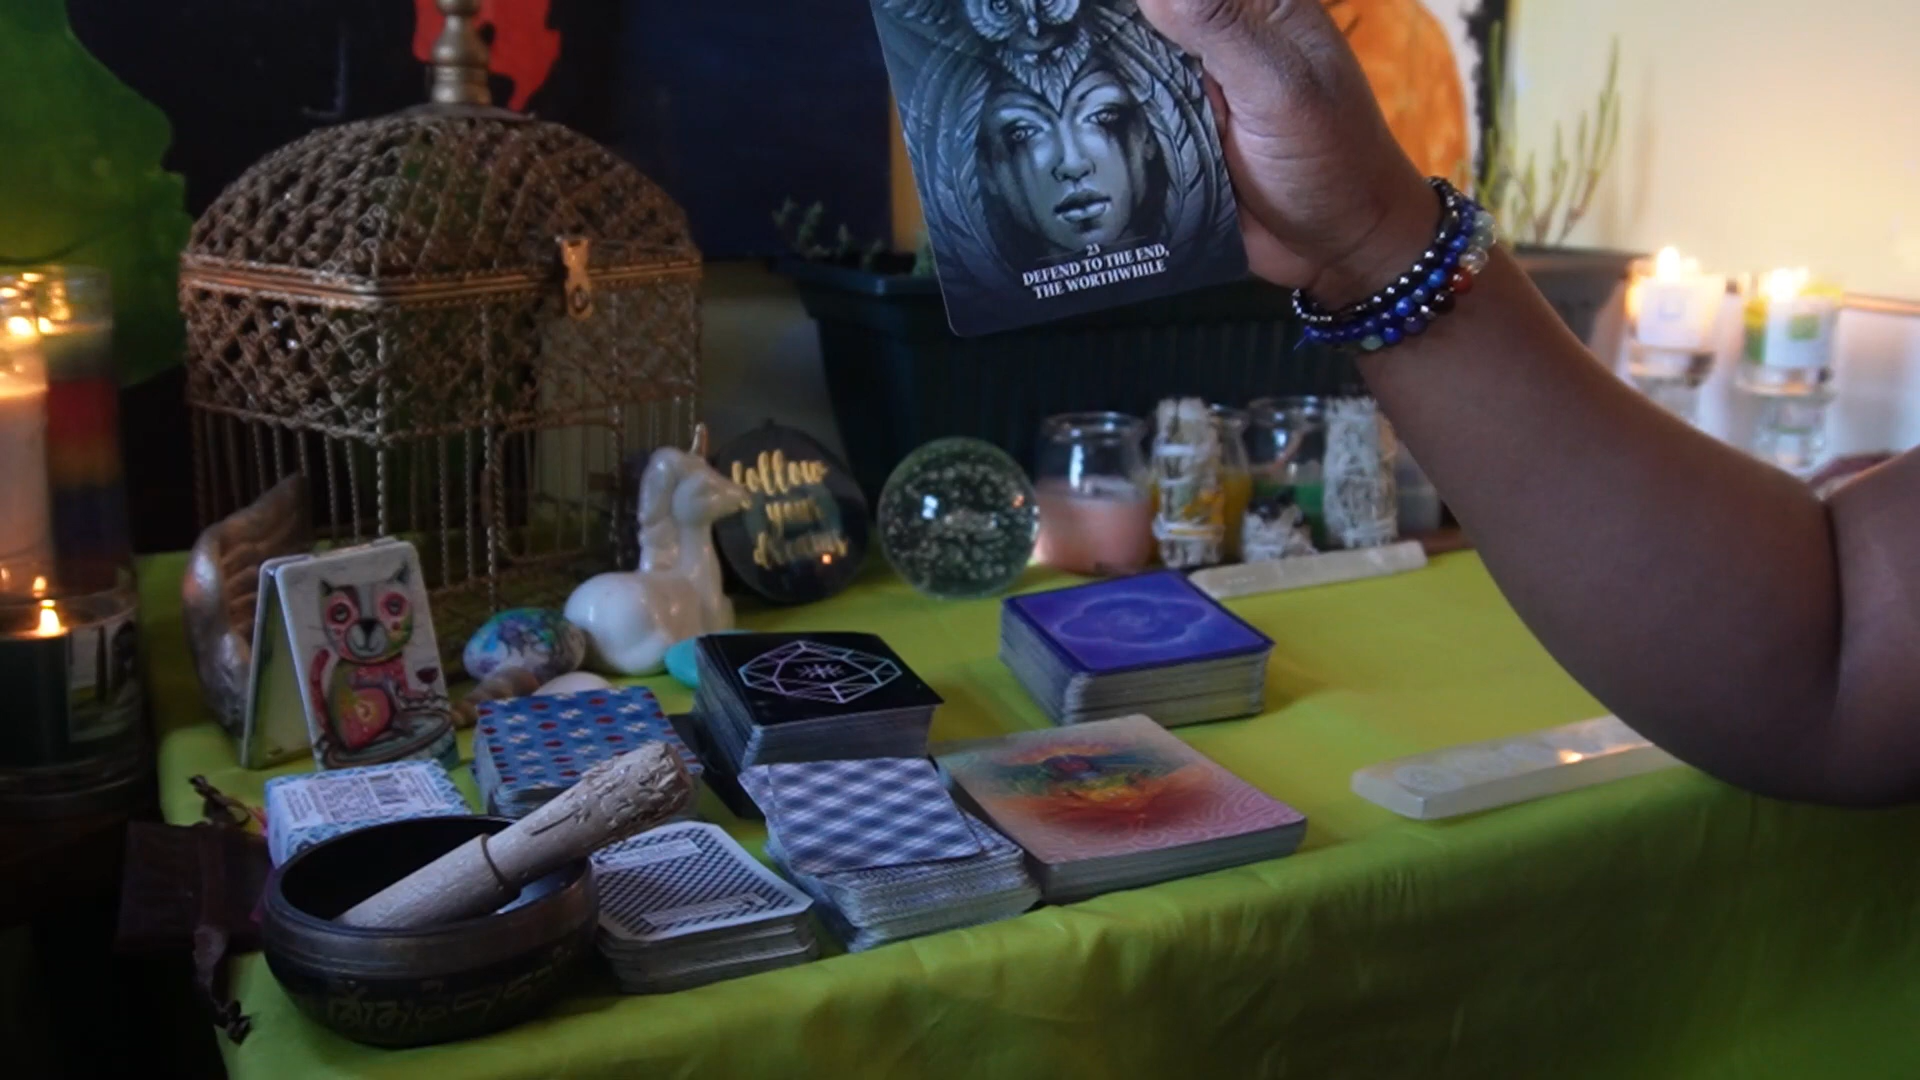 23
DEFEND TO THE END,
THE WORTHWHILE
follow
your
dreams